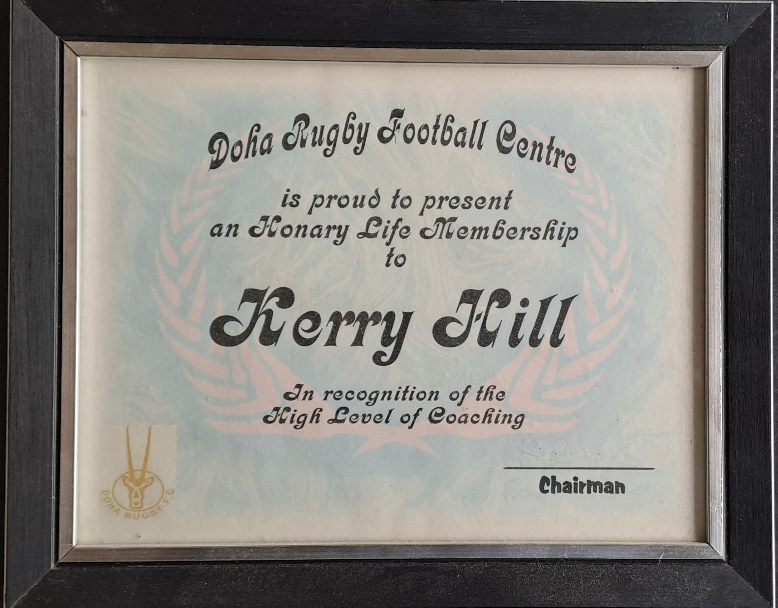 Doha Rugby Football Centre
is proud to present
an Honary Life Membership
to
Kerry Hill
In recognition of the
High Level of Coaching
Chairman
DOHA RUGBY F.C